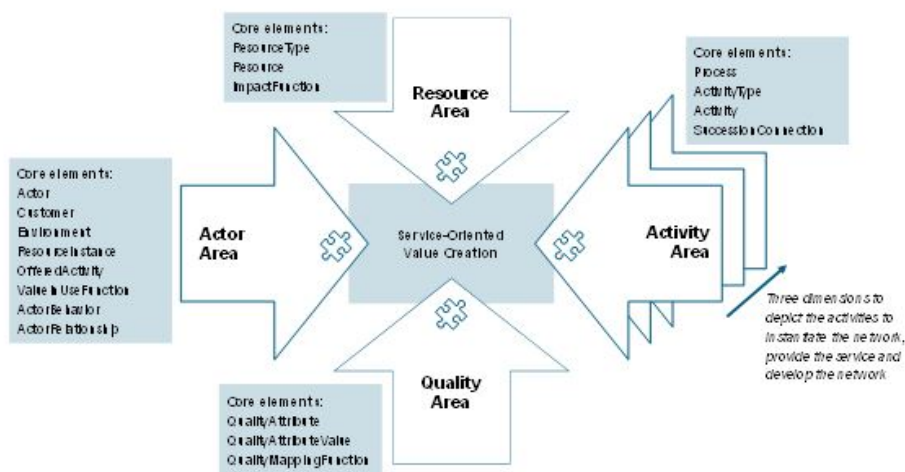 Core elements:
ResourceType
Resource
ImpactFunction
Resource
Area
Core elements:
Process
ActivityType
Activity
SuccessionConnection
Core elements:
Actor
Customer
Environment
ResourceInstance
OfferedActivity
ValueInUseFunction
ActorBehavior
ActorRelationship
Actor
Area
Service-Oriented
Value Creation
Activity
Area
Three dimensions to
depict the activities to
instantiate the network,
provide the service and
develop the network
Quality
Area
Core elements:
QualityAttribute
QualityAttributeValue
QualityMappingFunction